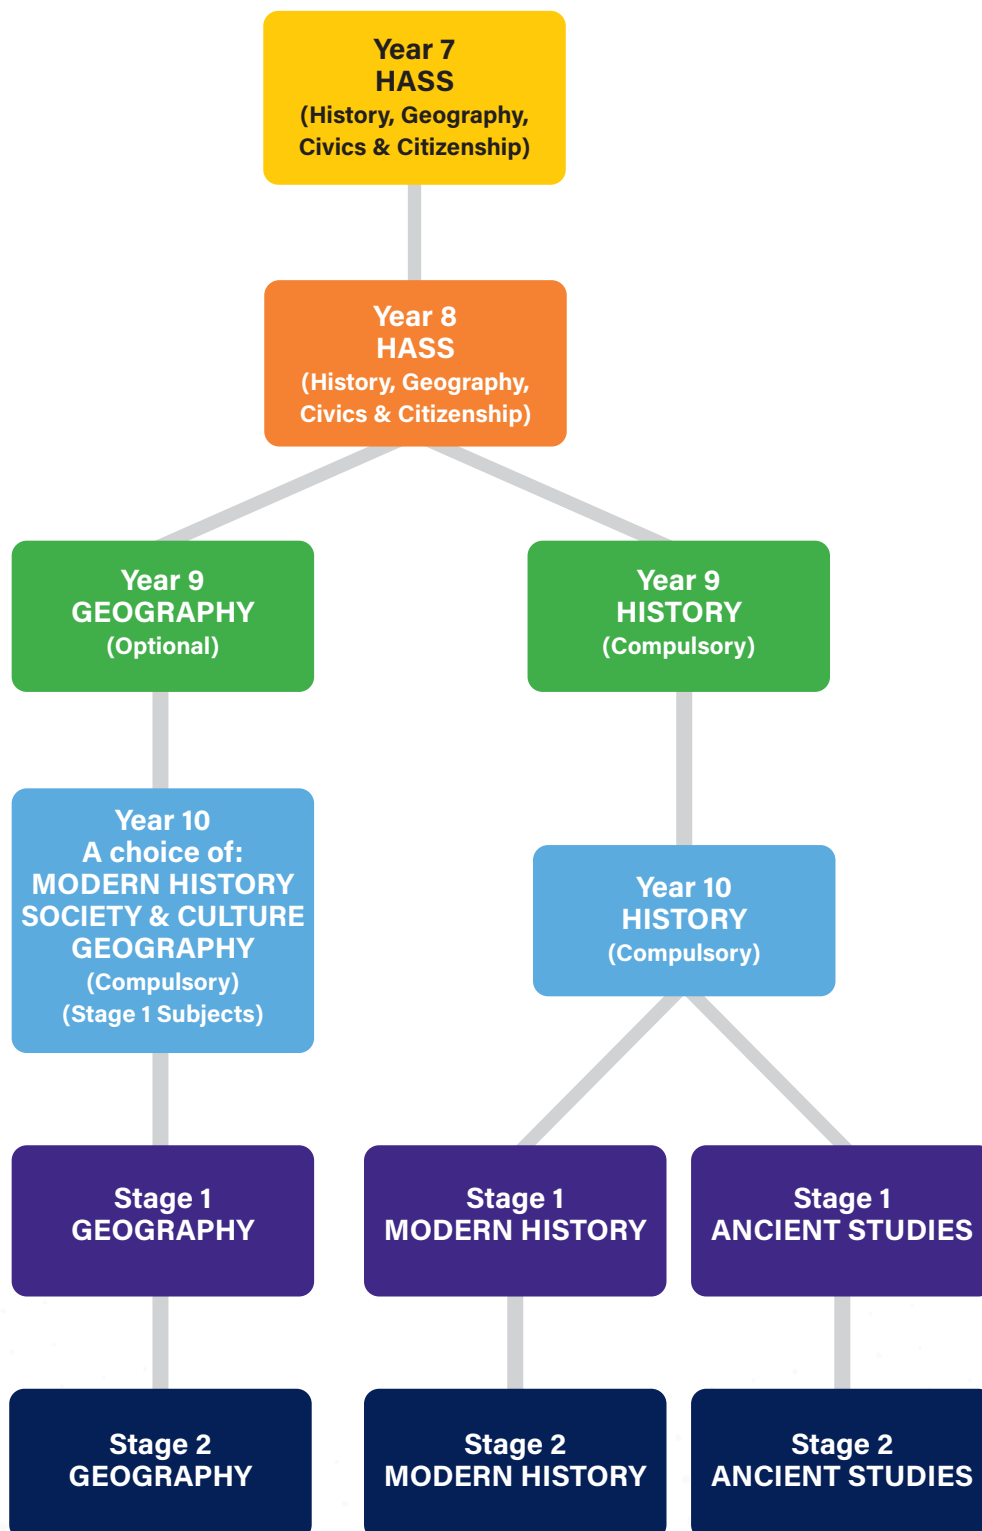 Year 7
HASS
(History, Geography,
Civics & Citizenship)
Year 8
HASS
(History, Geography,
Civics & Citizenship)
Year 9
GEOGRAPHY
(Optional)
Year 9
HISTORY
(Compulsory)
Year 10
A choice of:
MODERN HISTORY
SOCIETY & CULTURE
GEOGRAPHY
(Compulsory)
(Stage 1 Subjects)
Year 10
HISTORY
(Compulsory)
Stage 1
GEOGRAPHY
Stage 1
MODERN HISTORY
Stage 1
ANCIENT STUDIES
Stage 2
GEOGRAPHY
Stage 2
MODERN HISTORY
Stage 2
ANCIENT STUDIES